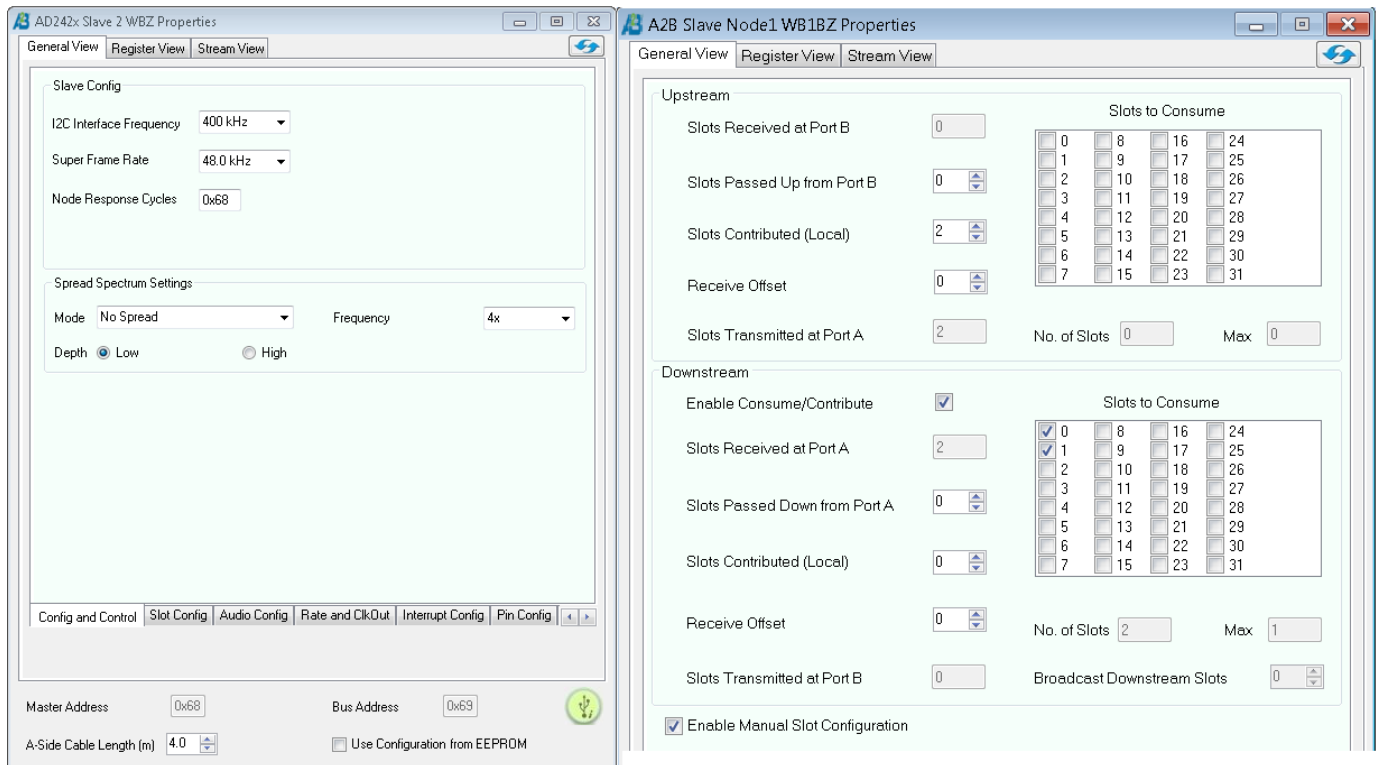 AD242x Slave 2 WBZ Properties
General View Register View Stream View
Slave Config
I2C Interface Frequency 400 kHz
Super Frame Rate 48.0 kHz
Node Response Cycles 0x68
Spread Spectrum Settings
Mode No Spread Frequency 4x
Depth Low High
Config and Control Slot Config Audio Config Rate and ClkOut Interrupt Config Pin Config
Master Address 0x68 Bus Address 0x69
A-Side Cable Length (m) 4.0 Use Configuration from EEPROM
A2B Slave Node1 WB1BZ Properties
General View Register View Stream View
Upstream
Slots Received at Port B 0
Slots Passed Up from Port B 0
Slots Contributed (Local) 2
Receive Offset 0
Slots Transmitted at Port A 2
Slots to Consume
0 8 16 24
1 9 17 25
2 10 18 26
3 11 19 27
4 12 20 28
5 13 21 29
6 14 22 30
7 15 23 31
No. of Slots 0 Max 0
Downstream
Enable Consume/Contribute
Slots Received at Port A 2
Slots Passed Down from Port A 0
Slots Contributed (Local) 0
Receive Offset 0
Slots Transmitted at Port B 0
Slots to Consume
0 8 16 24
1 9 17 25
2 10 18 26
3 11 19 27
4 12 20 28
5 13 21 29
6 14 22 30
7 15 23 31
No. of Slots 2 Max 1
Broadcast Downstream Slots 0
Enable Manual Slot Configuration